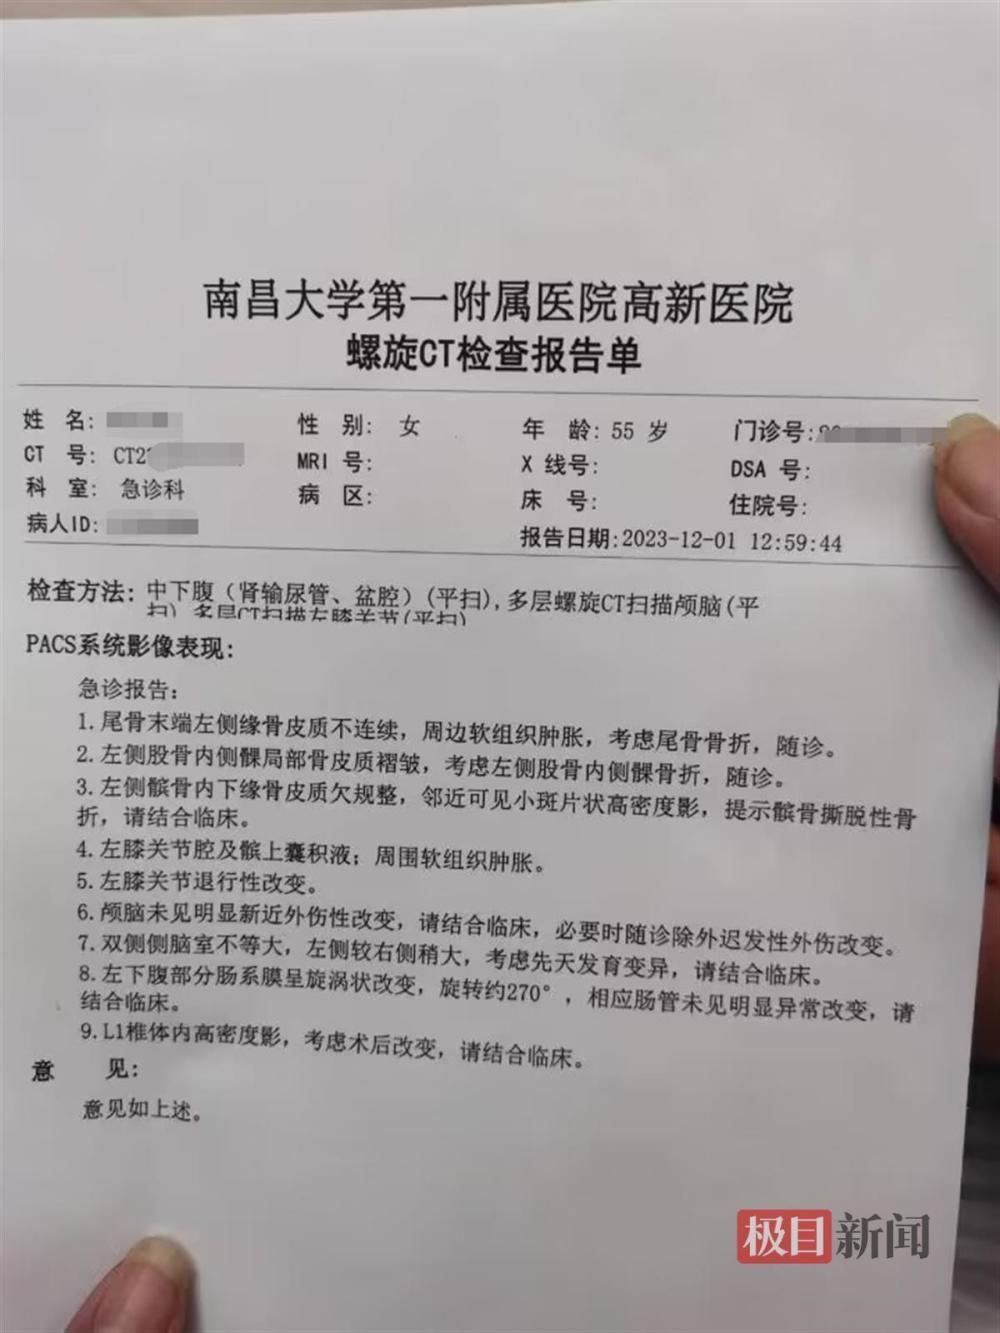 南昌大学第一附属医院高新医院
螺旋CT检查报告单
姓 名: 性 别: 女 年 龄: 55 岁 门诊号:
CT 号: CT2 MRI 号: X 线号: DSA 号:
科 室: 急诊科 病 区: 床 号: 住院号:
病人ID: 报告日期:2023-12-01 12:59:44
检查方法: 中下腹（肾输尿管、盆腔）(平扫),多层螺旋CT扫描颅脑(平
扫),多层CT扫描左膝关节(平扫)
PACS系统影像表现:
急诊报告:
1.尾骨末端左侧缘骨皮质不连续，周边软组织肿胀，考虑尾骨骨折，随诊。
2.左侧股骨内侧髁局部骨皮质褶皱，考虑左侧股骨内侧髁骨折，随诊。
3.左侧髌骨内下缘骨皮质欠规整，邻近可见小斑片状高密度影，提示髌骨撕脱性骨
折，请结合临床。
4.左膝关节腔及髌上囊积液；周围软组织肿胀。
5.左膝关节退行性改变。
6.颅脑未见明显新近外伤性改变，请结合临床，必要时随诊除外迟发性外伤改变。
7.双侧侧脑室不等大，左侧较右侧稍大，考虑先天发育变异，请结合临床。
8.左下腹部分肠系膜呈旋涡状改变，旋转约270°，相应肠管未见明显异常改变，请
结合临床。
9.L1椎体内高密度影，考虑术后改变，请结合临床。
意 见:
意见如上述。
极目新闻